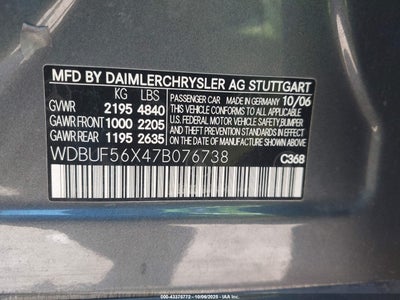 MFD BY DAIMLERCHRYSLER AG STUTTGART
KG LBS PASSENGER CAR MADE IN GERMANY 10/06
GVWR 2195 4840 THIS VEHICLE CONFORMS TO ALL
GAWR FRONT 1000 2205 APPLICABLE U.S. FEDERAL MOTOR
VEHICLE SAFETY, BUMPER
GAWR REAR 1195 2635 AND THEFT PREVENTION STANDARDS
IN EFFECT ON THE DATE OF MANUFACTURE SHOWN ABOVE
WDBUF56X47B076738 C368
000-43376773 - 10/06/2025 - IAA Inc.